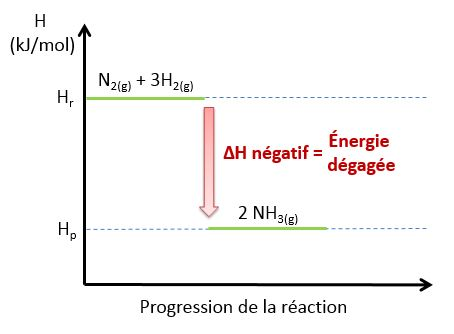 H
(kJ/mol)
N2(g) + 3H2(g)
Hr
ΔH négatif = Énergie
dégagée
2 NH3(g)
Hp
Progression de la réaction